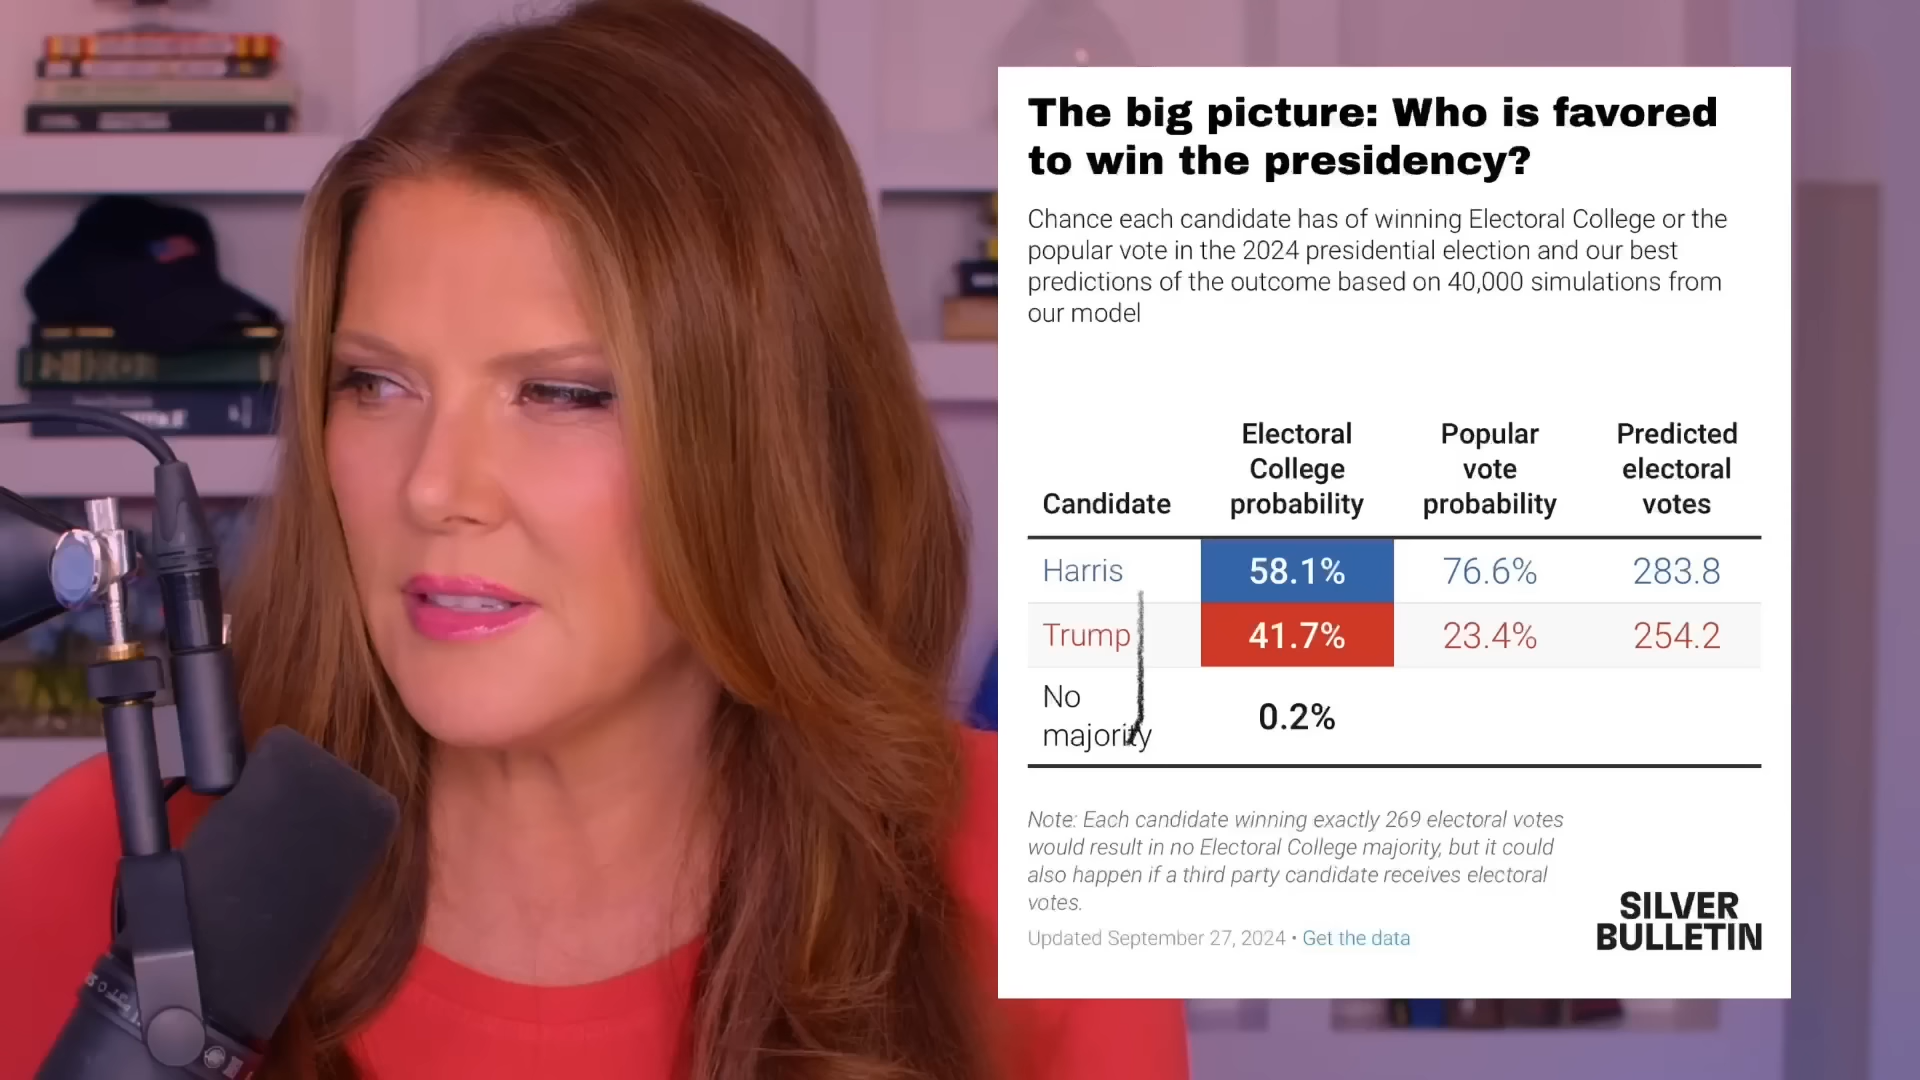 The big picture: Who is favored
to win the presidency?
Chance each candidate has of winning Electoral College or the
popular vote in the 2024 presidential election and our best
predictions of the outcome based on 40,000 simulations from
our model
Candidate
Electoral
College
probability
Popular
vote
probability
Predicted
electoral
votes
Harris 58.1% 76.6% 283.8
Trump 41.7% 23.4% 254.2
No
majority
0.2%
Note: Each candidate winning exactly 269 electoral votes
would result in no Electoral College majority, but it could
also happen if a third party candidate receives electoral
votes.
Updated September 27, 2024 • Get the data
SILVER
BULLETIN